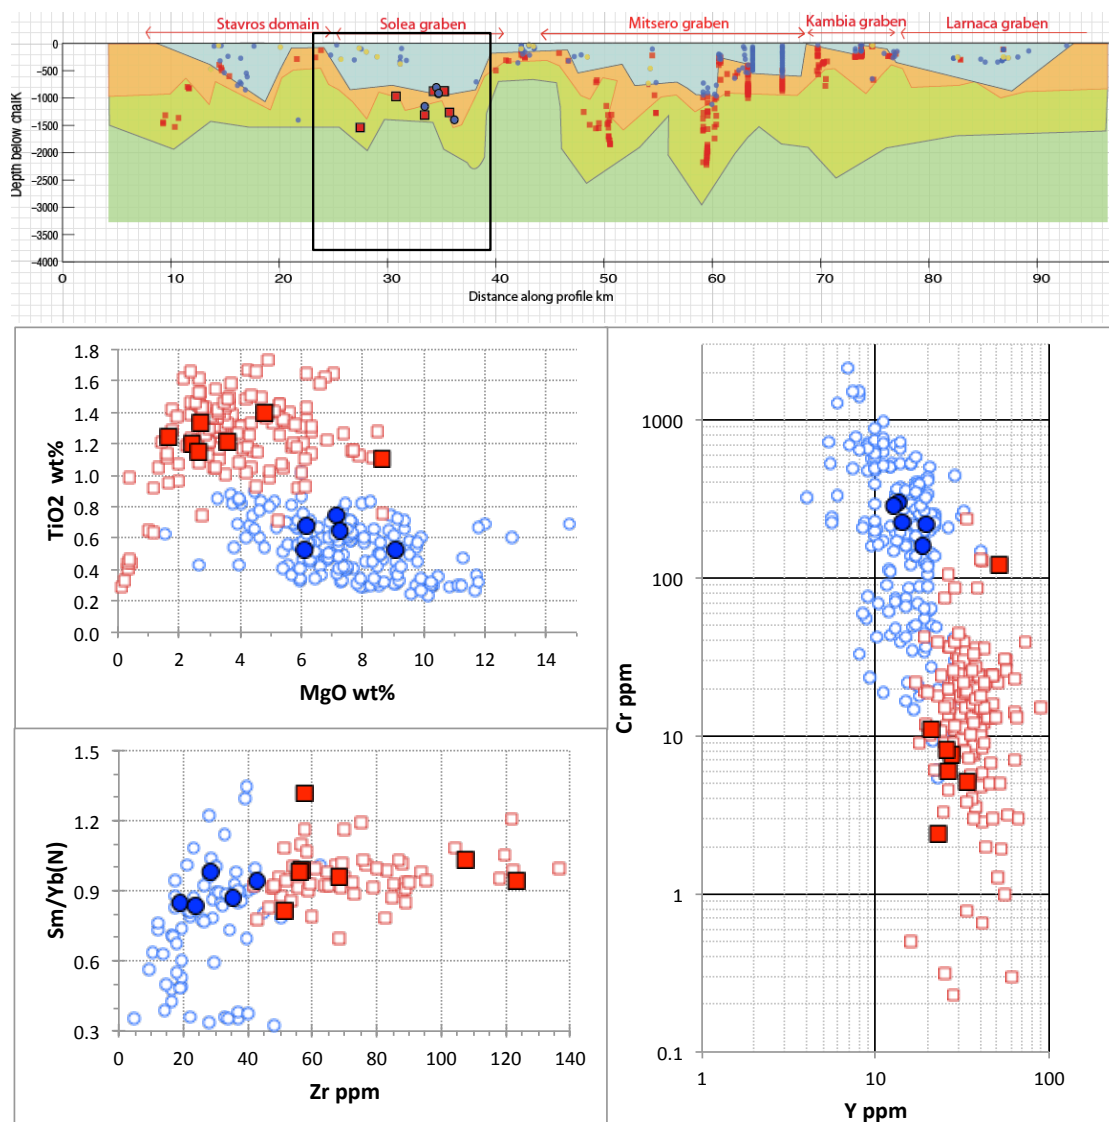 Stavros domain
Solea graben
Mitsero graben
Kambia graben
Larnaca graben
Depth below chalK
0
−500
−1000
−1500
−2000
−2500
−3000
−3500
−4000
0 10 20 30 40 50 60 70 80 90
Distance along profile km
TiO2 wt%
1.8
1.6
1.4
1.2
1.0
0.8
0.6
0.4
0.2
0.0
0 2 4 6 8 10 12 14
MgO wt%
Sm/Yb(N)
1.5
1.2
0.9
0.6
0.3
0 20 40 60 80 100 120 140
Zr ppm
Cr ppm
1000
100
10
1
0.1
1 10 100
Y ppm